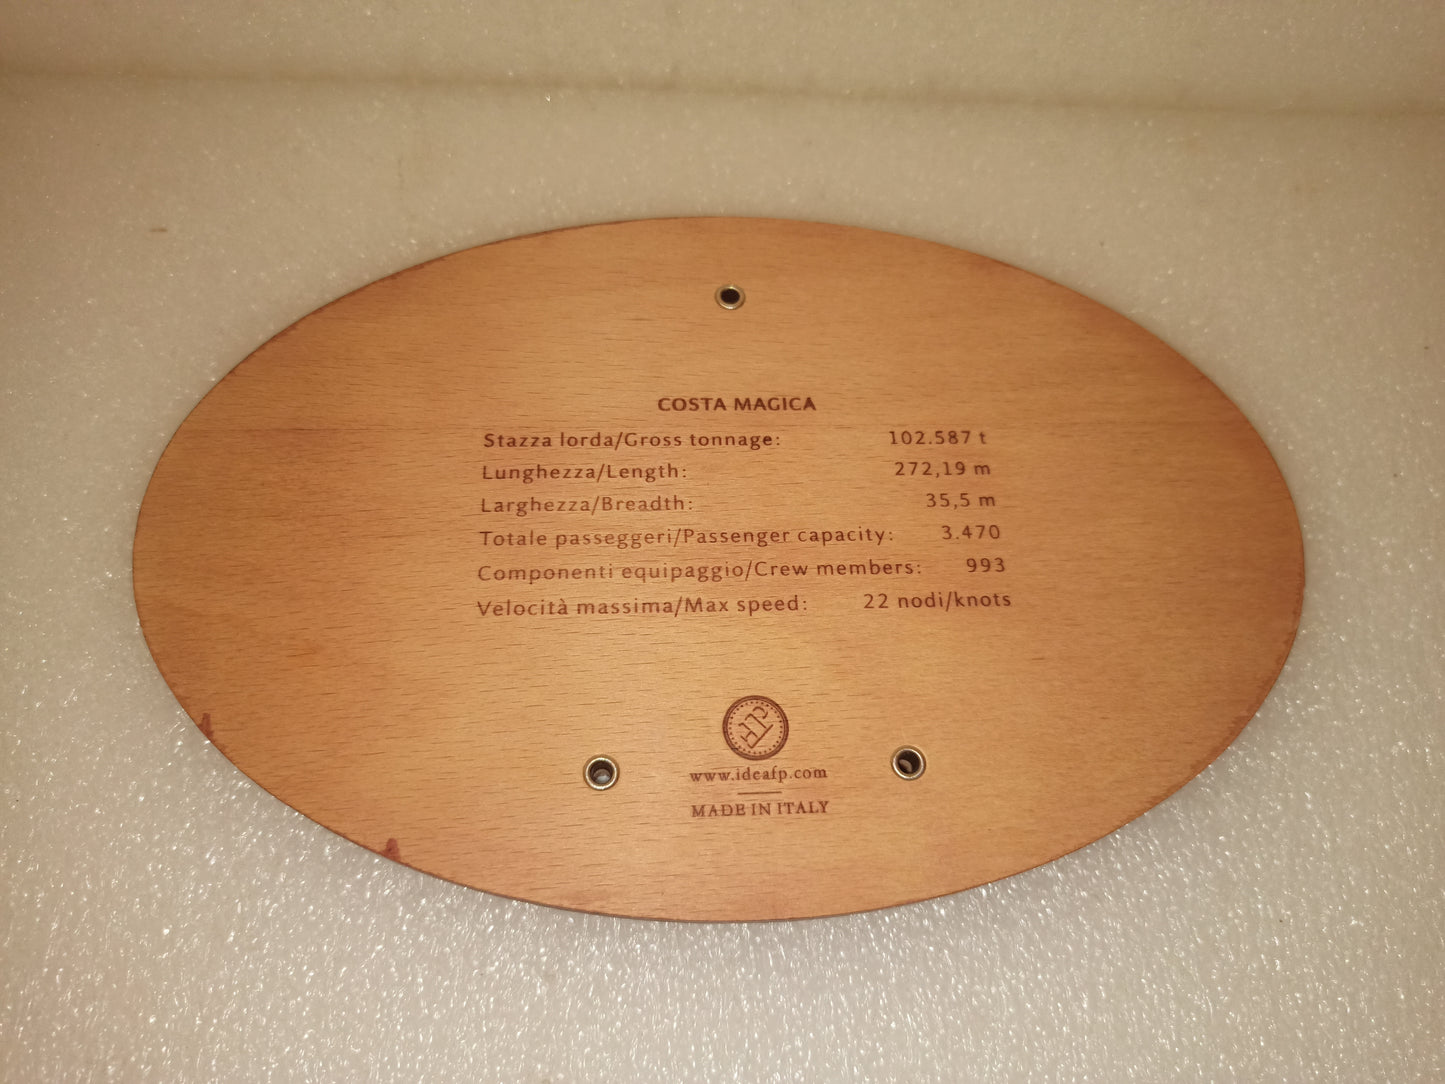 COSTA MAGICA
Stazza lorda/Gross tonnage: 102.587 t
Lunghezza/Length: 272,19 m
Larghezza/Breadth: 35,5 m
Totale passeggeri/Passenger capacity: 3.470
Componenti equipaggio/Crew members: 993
Velocità massima/Max speed: 22 nodi/knots
www.ideafp.com
MADE IN ITALY